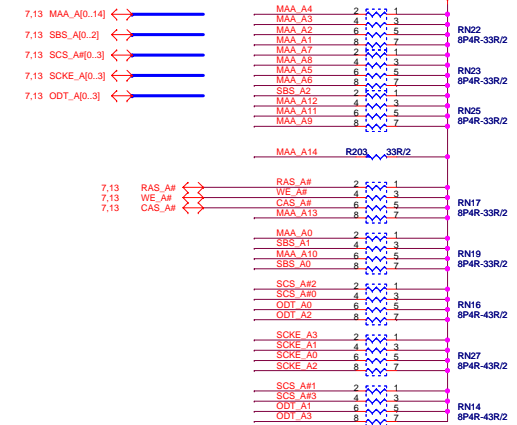 7,13 MAA_A[0..14]
7,13 SBS_A[0..2]
7,13 SCS_A#[0..3]
7,13 SCKE_A[0..3]
7,13 ODT_A[0..3]
MAA_A4 2 1
MAA_A3 4 3
MAA_A2 6 5 RN22
MAA_A1 8 7 8P4R-33R/2
MAA_A7 2 1
MAA_A8 4 3
MAA_A5 6 5 RN23
MAA_A6 8 7 8P4R-33R/2
SBS_A2 2 1
MAA_A12 4 3
MAA_A11 6 5 RN25
MAA_A9 8 7 8P4R-33R/2
MAA_A14 R203 33R/2
7,13 RAS_A# RAS_A# 2 1
7,13 WE_A# WE_A# 4 3
7,13 CAS_A# CAS_A# 6 5 RN17
MAA_A13 8 7 8P4R-33R/2
MAA_A0 2 1
SBS_A1 4 3
MAA_A10 6 5 RN19
SBS_A0 8 7 8P4R-33R/2
SCS_A#2 2 1
SCS_A#0 4 3
ODT_A0 6 5 RN16
ODT_A2 8 7 8P4R-43R/2
SCKE_A3 2 1
SCKE_A1 4 3
SCKE_A0 6 5 RN27
SCKE_A2 8 7 8P4R-43R/2
SCS_A#1 2 1
SCS_A#3 4 3
ODT_A1 6 5 RN14
ODT_A3 8 7 8P4R-43R/2